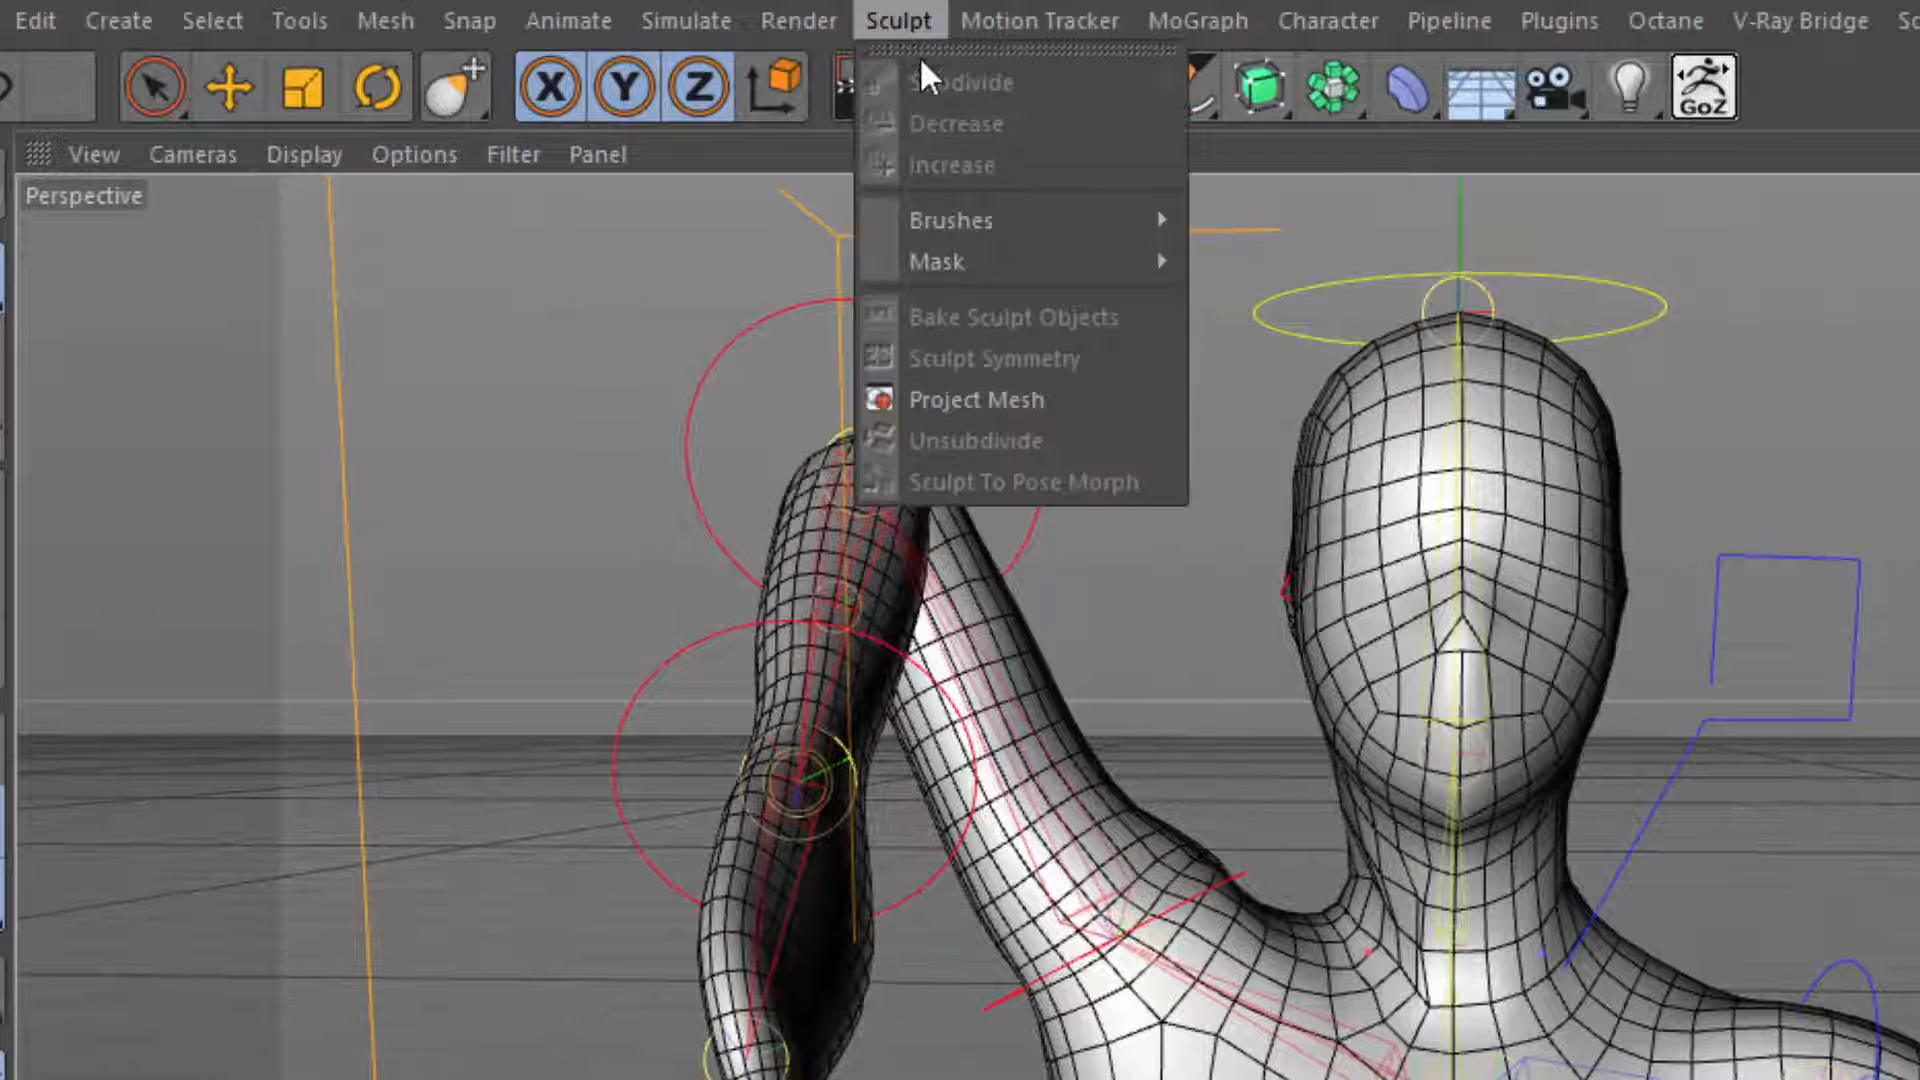 Edit Create Select Tools Mesh Snap Animate Simulate Render Sculpt Motion Tracker MoGraph Character Pipeline Plugins Octane V-Ray Bridge
X Y Z GoZ
View Cameras Display Options Filter Panel
Perspective
Subdivide
Decrease
Increase
Brushes
Mask
Bake Sculpt Objects
Sculpt Symmetry
Project Mesh
Unsubdivide
Sculpt To Pose Morph